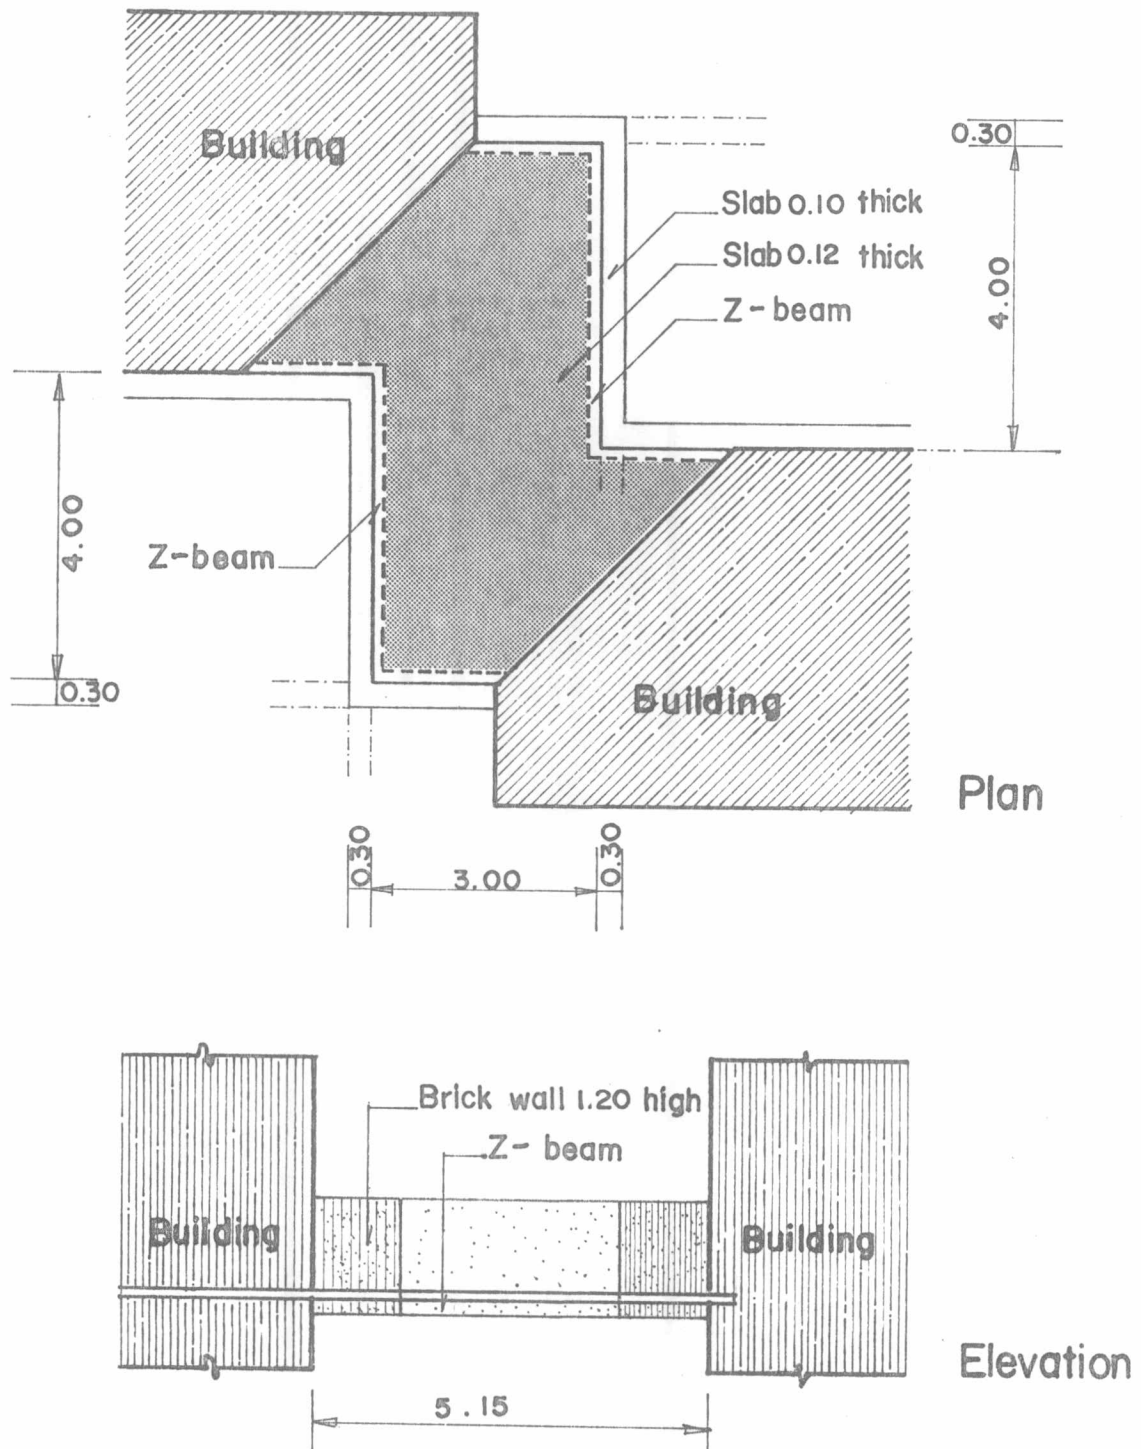 Building
0.30
Slab 0.10 thick
Slab 0.12 thick
Z-beam
4.00
4.00
Z-beam
0.30
Building
Plan
0.30
3.00
0.30
Brick wall 1.20 high
Z-beam
Building
Building
Elevation
5.15